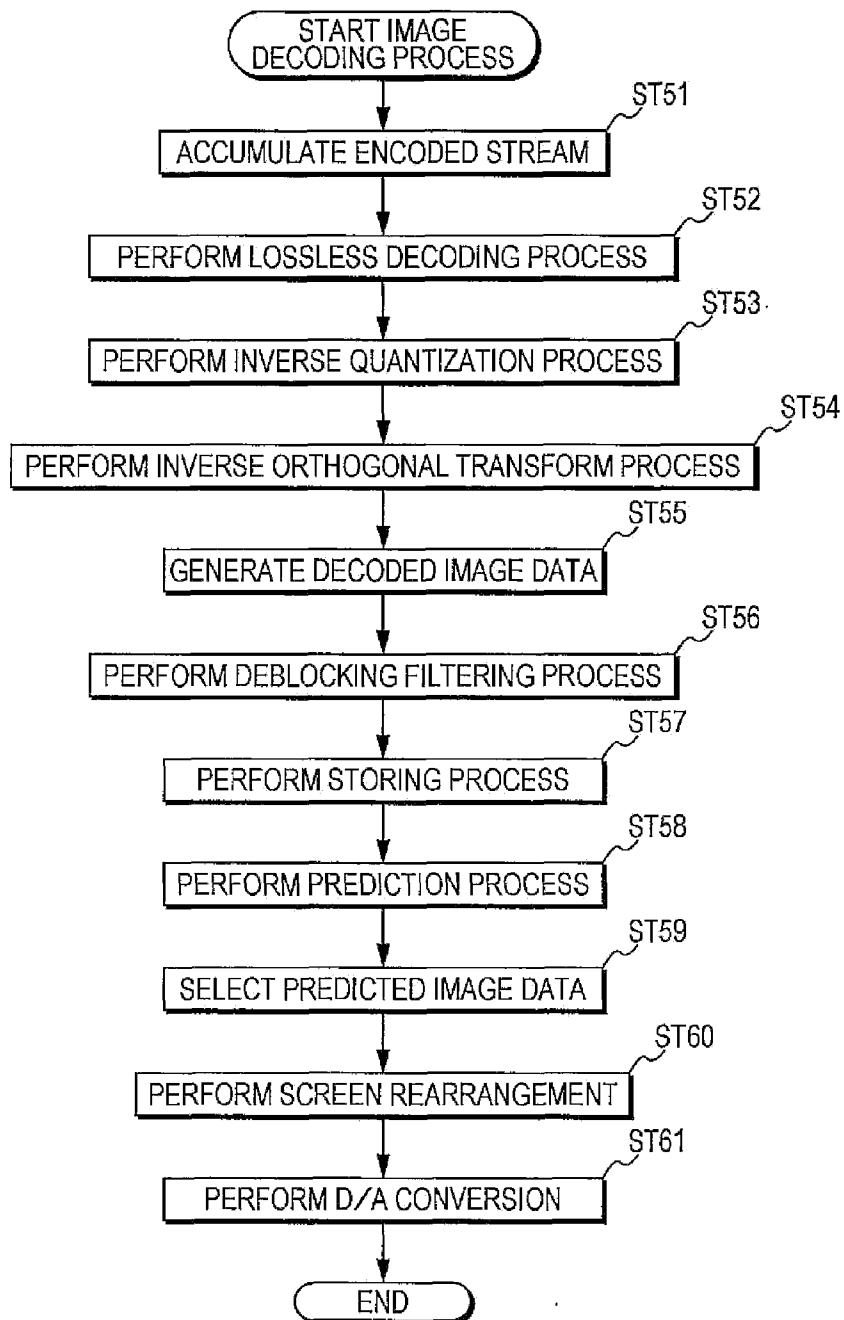 START IMAGE
DECODING PROCESS
ST51
ACCUMULATE ENCODED STREAM
ST52
PERFORM LOSSLESS DECODING PROCESS
ST53
PERFORM INVERSE QUANTIZATION PROCESS
ST54
PERFORM INVERSE ORTHOGONAL TRANSFORM PROCESS
ST55
GENERATE DECODED IMAGE DATA
ST56
PERFORM DEBLOCKING FILTERING PROCESS
ST57
PERFORM STORING PROCESS
ST58
PERFORM PREDICTION PROCESS
ST59
SELECT PREDICTED IMAGE DATA
ST60
PERFORM SCREEN REARRANGEMENT
ST61
PERFORM D/A CONVERSION
END